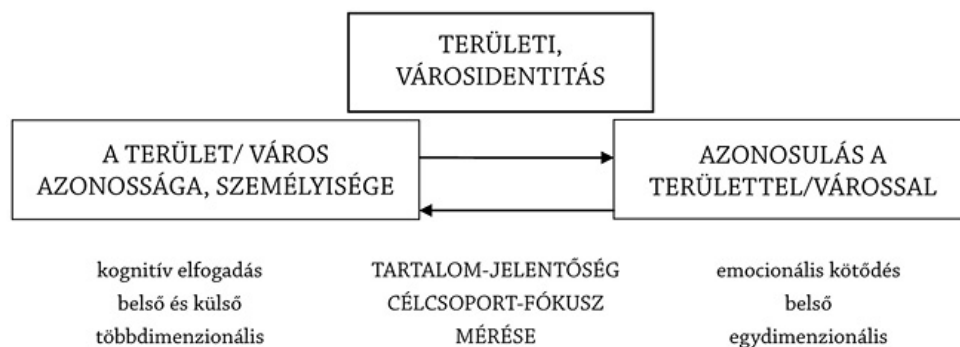 TERÜLETI,
VÁROSIDENTITÁS
A TERÜLET/ VÁROS
AZONOSSÁGA, SZEMÉLYISÉGE
AZONOSULÁS A
TERÜLETTEL/VÁROSSAL
kognitív elfogadás TARTALOM-JELENTŐSÉG emocionális kötődés
belső és külső CÉLCSOPORT-FÓKUSZ belső
többdimenzionális MÉRÉSE egydimenzionális